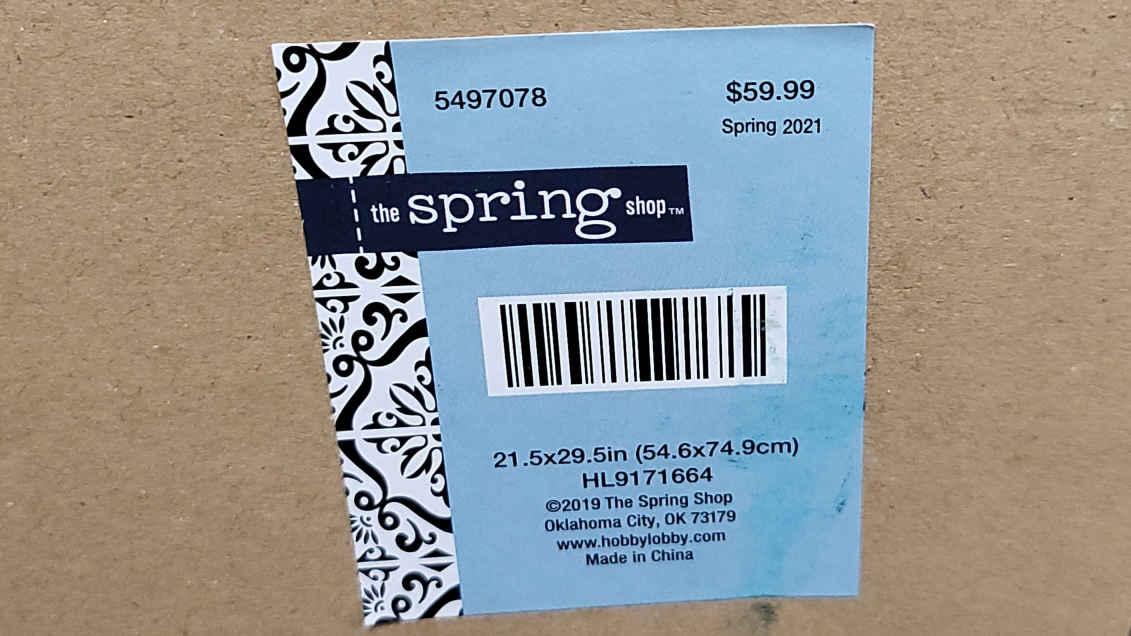 5497078
$59.99
Spring 2021
the spring shop™
21.5x29.5in (54.6x74.9cm)
HL9171664
©2019 The Spring Shop
Oklahoma City, OK 73179
www.hobbylobby.com
Made in China